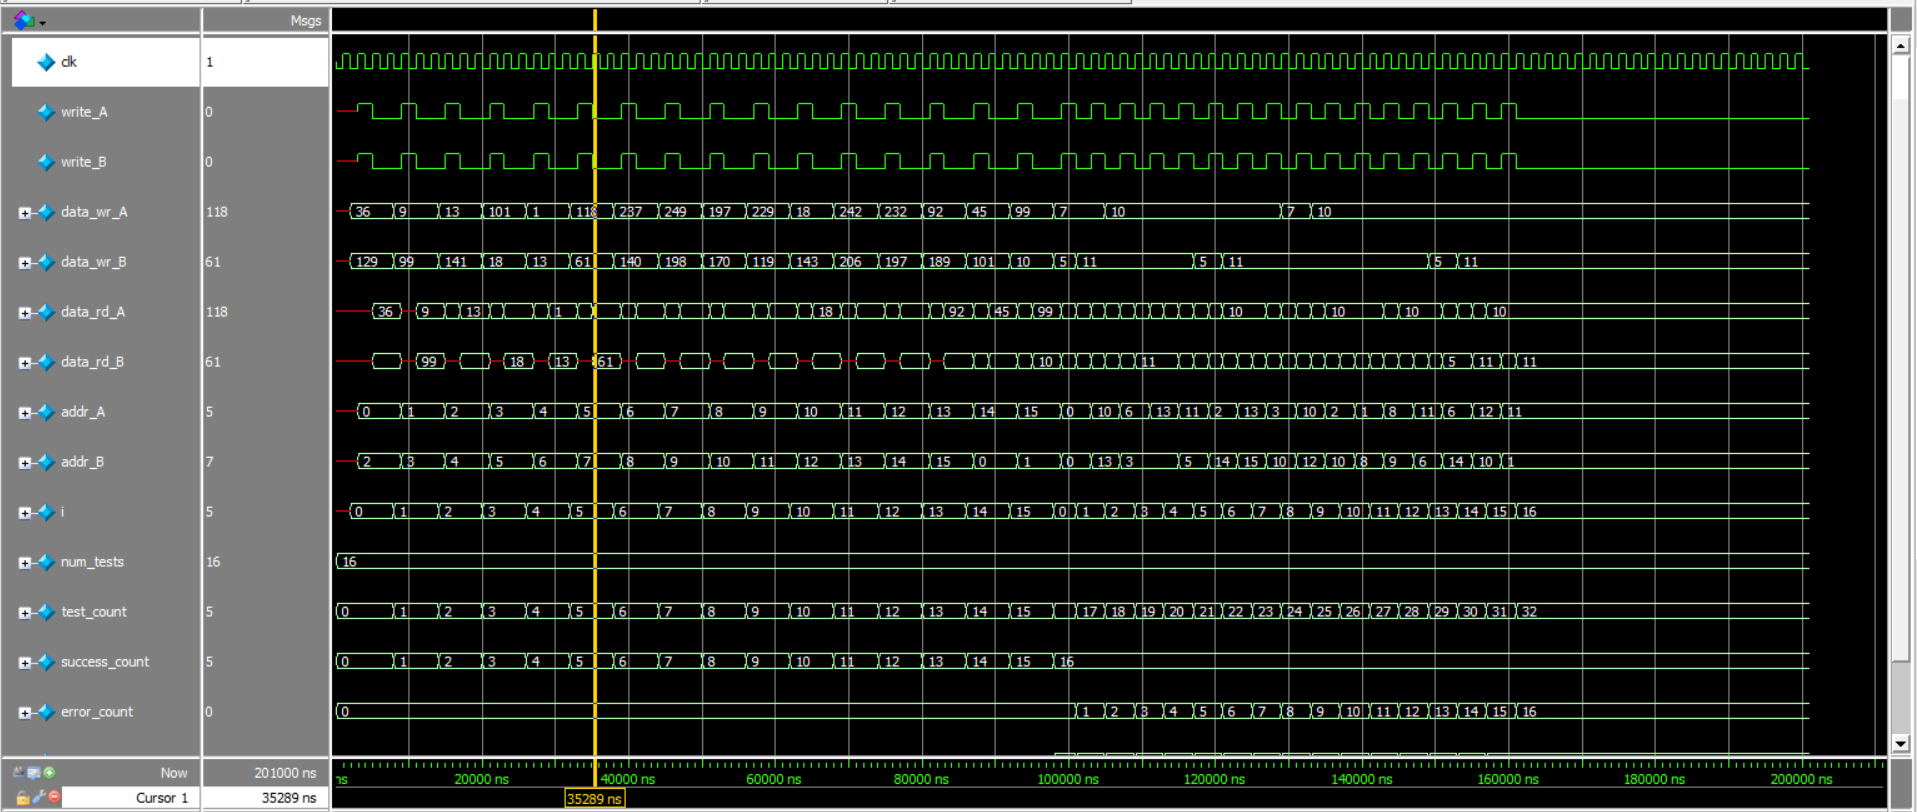 Msgs
clk 1
write_A 0
write_B 0
data_wr_A 118 36 9 13 101 1 118 237 249 197 229 18 242 232 92 45 99 7 10 7 10
data_wr_B 61 129 99 141 18 13 61 140 198 170 119 143 206 197 189 101 10 5 11 5 11 5 11
data_rd_A 118 36 9 13 1 18 92 45 99 10 10 10 10
data_rd_B 61 99 18 13 61 10 11 5 11 11
addr_A 5 0 1 2 3 4 5 6 7 8 9 10 11 12 13 14 15 0 10 6 13 11 2 13 3 10 2 1 8 11 6 12 11
addr_B 7 2 3 4 5 6 7 8 9 10 11 12 13 14 15 0 1 0 13 3 5 14 15 10 12 10 8 9 6 14 10 1
i 5 0 1 2 3 4 5 6 7 8 9 10 11 12 13 14 15 0 1 2 3 4 5 6 7 8 9 10 11 12 13 14 15 16
num_tests 16 16
test_count 5 0 1 2 3 4 5 6 7 8 9 10 11 12 13 14 15 17 18 19 20 21 22 23 24 25 26 27 28 29 30 31 32
success_count 5 0 1 2 3 4 5 6 7 8 9 10 11 12 13 14 15 16
error_count 0 0 1 2 3 4 5 6 7 8 9 10 11 12 13 14 15 16
Now 201000 ns ns 20000 ns 40000 ns 60000 ns 80000 ns 100000 ns 120000 ns 140000 ns 160000 ns 180000 ns 200000 ns
Cursor 1 35289 ns 35289 ns